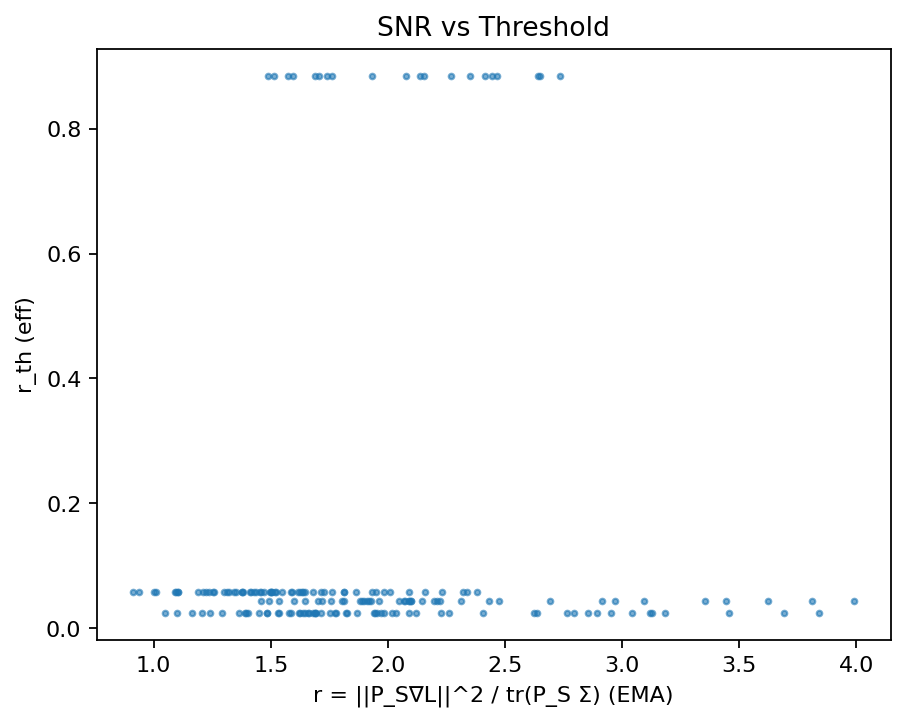 SNR vs Threshold
0.8
0.6
0.4
0.2
0.0
r_th (eff)
1.0 1.5 2.0 2.5 3.0 3.5 4.0
r = ||P_S∇L||^2 / tr(P_S Σ) (EMA)